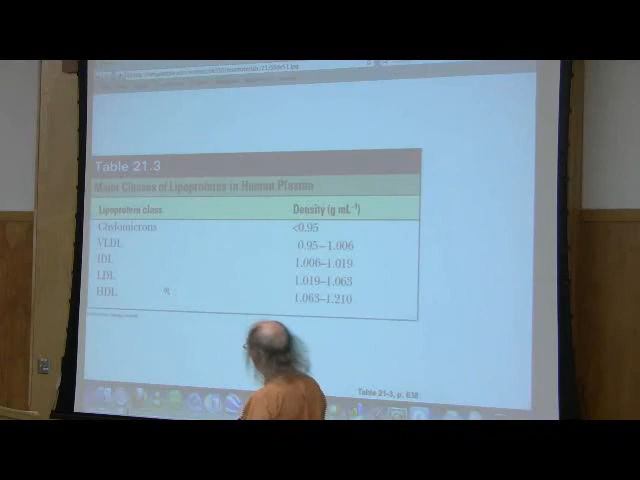 Table 21.3
Major Classes of Lipoproteins in Human Plasma
Lipoprotein class Density (g mL⁻¹)
Chylomicrons <0.95
VLDL 0.95–1.006
IDL 1.006–1.019
LDL 1.019–1.063
HDL 1.063–1.210
Table 21-3, p. 638